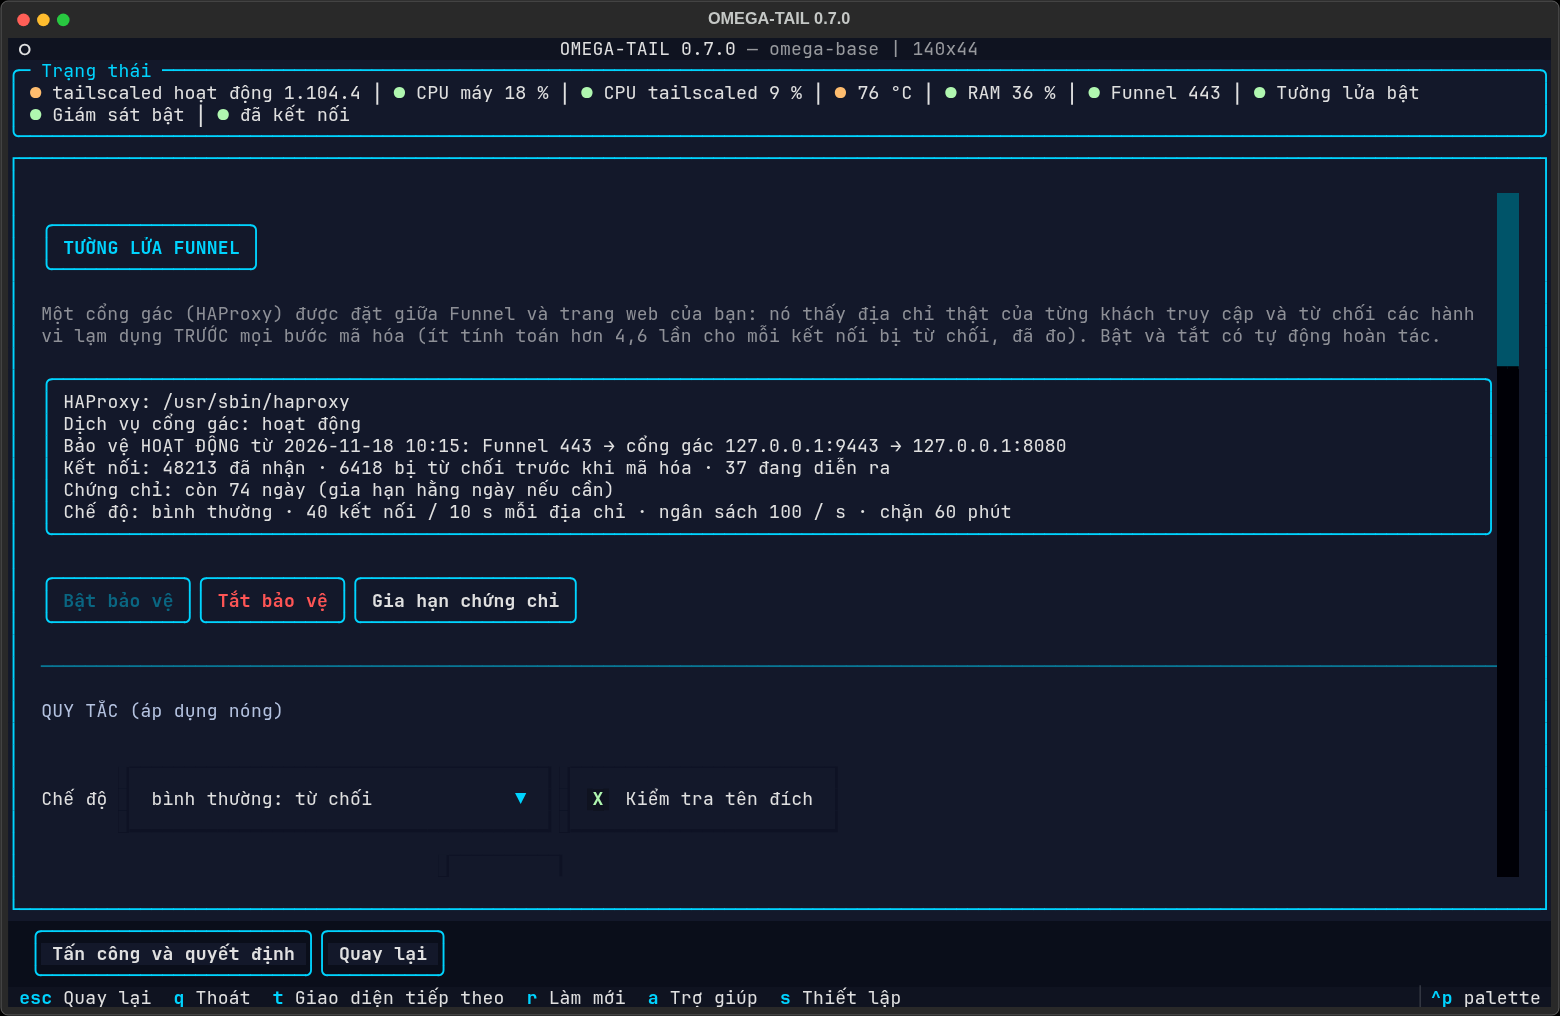 OMEGA-TAIL 0.7.0
OMEGA-TAIL 0.7.0 — omega-base | 140x44
Trạng thái
● tailscaled hoạt động 1.104.4 │ ● CPU máy 18 % │ ● CPU tailscaled 9 % │ ● 76 °C │ ● RAM 36 % │ ● Funnel 443 │ ● Tường lửa bật
● Giám sát bật │ ● đã kết nối
TƯỜNG LỬA FUNNEL
Một cổng gác (HAProxy) được đặt giữa Funnel và trang web của bạn: nó thấy địa chỉ thật của từng khách truy cập và từ chối các hành
vi lạm dụng TRƯỚC mọi bước mã hóa (ít tính toán hơn 4,6 lần cho mỗi kết nối bị từ chối, đã đo). Bật và tắt có tự động hoàn tác.
HAProxy: /usr/sbin/haproxy
Dịch vụ cổng gác: hoạt động
Bảo vệ HOẠT ĐỘNG từ 2026-11-18 10:15: Funnel 443 → cổng gác 127.0.0.1:9443 → 127.0.0.1:8080
Kết nối: 48213 đã nhận · 6418 bị từ chối trước khi mã hóa · 37 đang diễn ra
Chứng chỉ: còn 74 ngày (gia hạn hằng ngày nếu cần)
Chế độ: bình thường · 40 kết nối / 10 s mỗi địa chỉ · ngân sách 100 / s · chặn 60 phút
Bật bảo vệ Tắt bảo vệ Gia hạn chứng chỉ
QUY TẮC (áp dụng nóng)
Chế độ bình thường: từ chối ▼ X Kiểm tra tên đích
Tấn công và quyết định Quay lại
esc Quay lại q Thoát t Giao diện tiếp theo r Làm mới a Trợ giúp s Thiết lập ^p palette